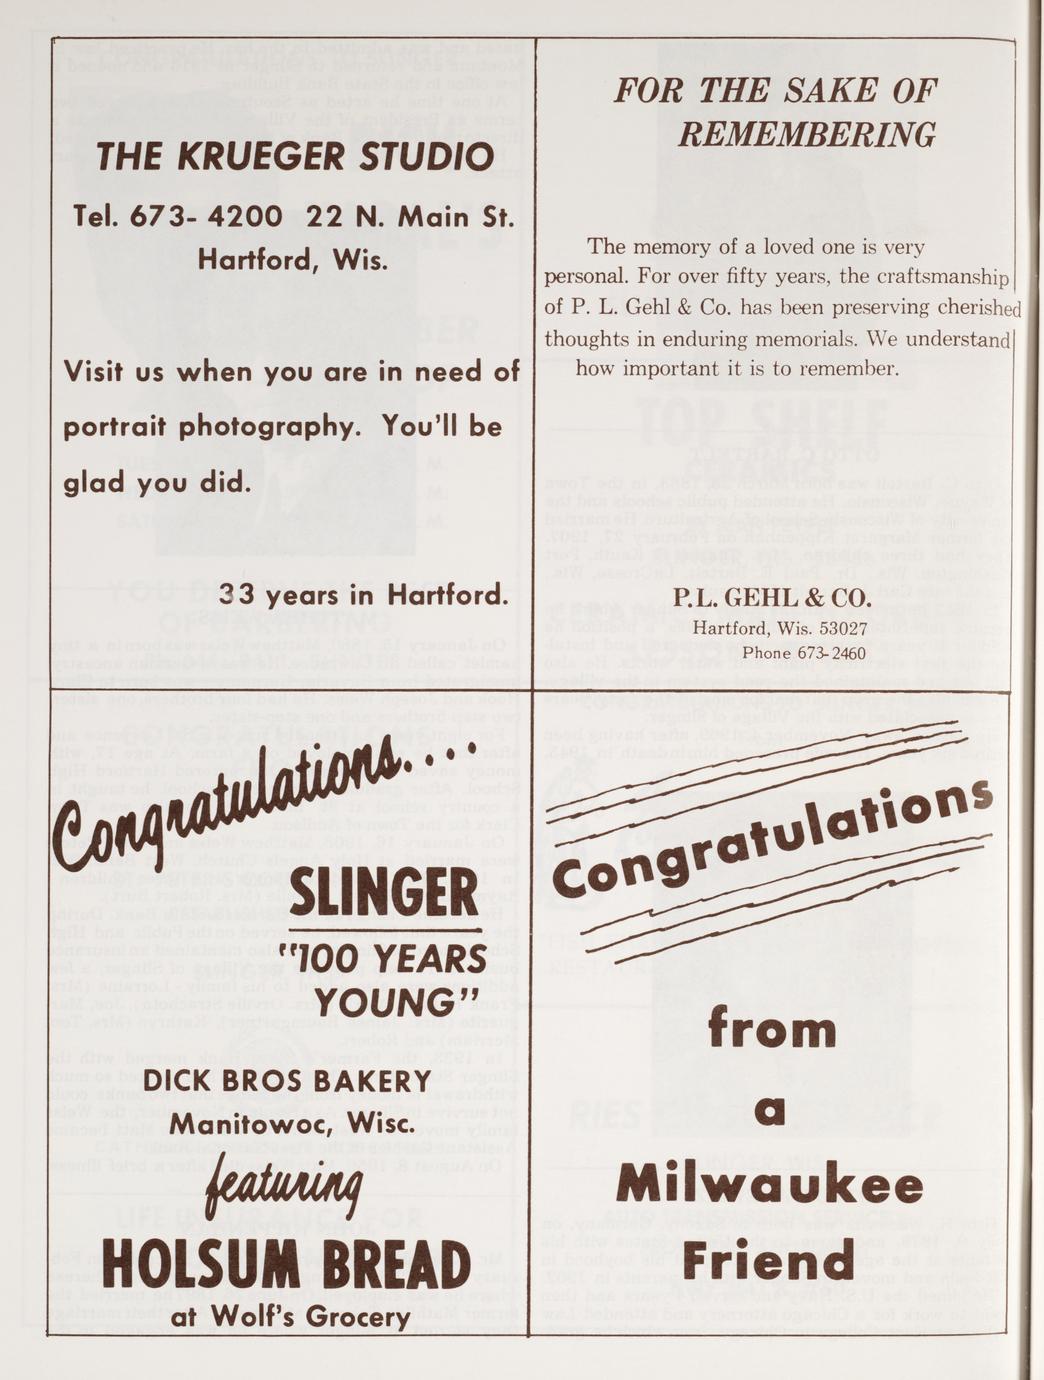 THE KRUEGER STUDIO
Tel. 673- 4200 22 N. Main St.
Hartford, Wis.
Visit us when you are in need of
portrait photography. You'll be
glad you did.
33 years in Hartford.
FOR THE SAKE OF
REMEMBERING
The memory of a loved one is very
personal. For over fifty years, the craftsmanship
of P. L. Gehl & Co. has been preserving cherished
thoughts in enduring memorials. We understand
how important it is to remember.
P.L. GEHL & CO.
Hartford, Wis. 53027
Phone 673-2460
Congratulations....
SLINGER
"100 YEARS
YOUNG"
DICK BROS BAKERY
Manitowoc, Wisc.
featuring
HOLSUM BREAD
at Wolf's Grocery
Congratulations
from
a
Milwaukee
Friend